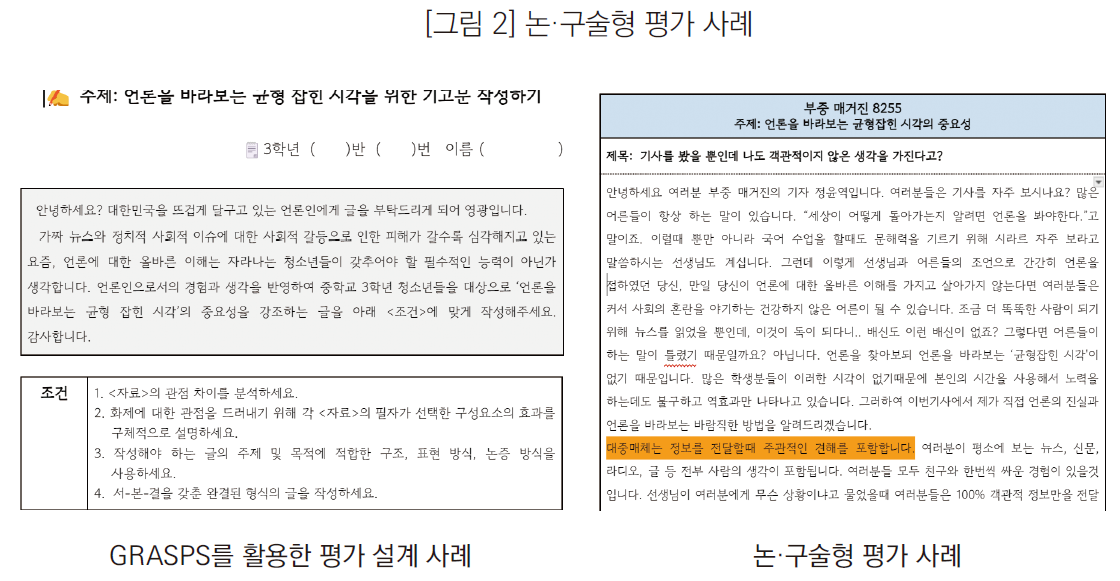 [그림 2] 논·구술형 평가 사례
주제: 언론을 바라보는 균형 잡힌 시각을 위한 기고문 작성하기
3학년 ( )반 ( )번 이름 ( )
안녕하세요? 대한민국을 뜨겁게 달구고 있는 언론인에게 글을 부탁드리게 되어 영광입니다.
가짜 뉴스와 정치적 사회적 이슈에 대한 사회적 갈등으로 인한 피해가 갈수록 심각해지고 있는
요즘, 언론에 대한 올바른 이해는 자라나는 청소년들이 갖추어야 할 필수적인 능력이 아닌가
생각합니다. 언론인으로서의 경험과 생각을 반영하여 중학교 3학년 청소년들을 대상으로 '언론을
바라보는 균형 잡힌 시각'의 중요성을 강조하는 글을 아래 <조건>에 맞게 작성해주세요.
감사합니다.
조건
1. <자료>의 관점 차이를 분석하세요.
2. 화제에 대한 관점을 드러내기 위해 각 <자료>의 필자가 선택한 구성요소의 효과를
구체적으로 설명하세요.
3. 작성해야 하는 글의 주제 및 목적에 적합한 구조, 표현 방식, 논증 방식을
사용하세요.
4. 서-본-결을 갖춘 완결된 형식의 글을 작성하세요.
GRASPS를 활용한 평가 설계 사례
부중 매거진 8255
주제: 언론을 바라보는 균형잡힌 시각의 중요성
제목: 기사를 봤을 뿐인데 나도 객관적이지 않은 생각을 가진다고?
안녕하세요 여러분 부중 매거진의 기자 정윤역입니다. 여러분들은 기사를 자주 보시나요? 많은
어른들이 항상 하는 말이 있습니다. "세상이 어떻게 돌아가는지 알려면 언론을 봐야한다."고
말이죠. 이럴때 뿐만 아니라 국어 수업을 할때도 문해력을 기르기 위해 시라르 자주 보라고
말씀하시는 선생님도 계십니다. 그런데 이렇게 선생님과 어른들의 조언으로 간간히 언론을
접하였던 당신, 만일 당신이 언론에 대한 올바른 이해를 가지고 살아가지 않는다면 여러분들은
커서 사회의 혼란을 야기하는 건강하지 않은 어른이 될 수 있습니다. 조금 더 똑똑한 사람이 되기
위해 뉴스를 읽었을 뿐인데, 이것이 독이 되다니.. 배신도 이런 배신이 없죠? 그렇다면 어른들이
하는 말이 틀렸기 때문일까요? 아닙니다. 언론을 찾아보되 언론을 바라보는 '균형잡힌 시각'이
없기 때문입니다. 많은 학생분들이 이러한 시각이 없기때문에 본인의 시간을 사용해서 노력을
하는데도 불구하고 역효과만 나타나고 있습니다. 그러하여 이번기사에서 제가 직접 언론의 진실과
언론을 바라보는 바람직한 방법을 알려드리겠습니다.
대중매체는 정보를 전달할때 주관적인 견해를 포함합니다. 여러분이 평소에 보는 뉴스, 신문,
라디오, 글 등 전부 사람의 생각이 포함됩니다. 여러분들 모두 친구와 한번씩 싸운 경험이 있을것
입니다. 선생님이 여러분에게 무슨 상황이냐고 물었을때 여러분들은 100% 객관적 정보만을 전달
논·구술형 평가 사례